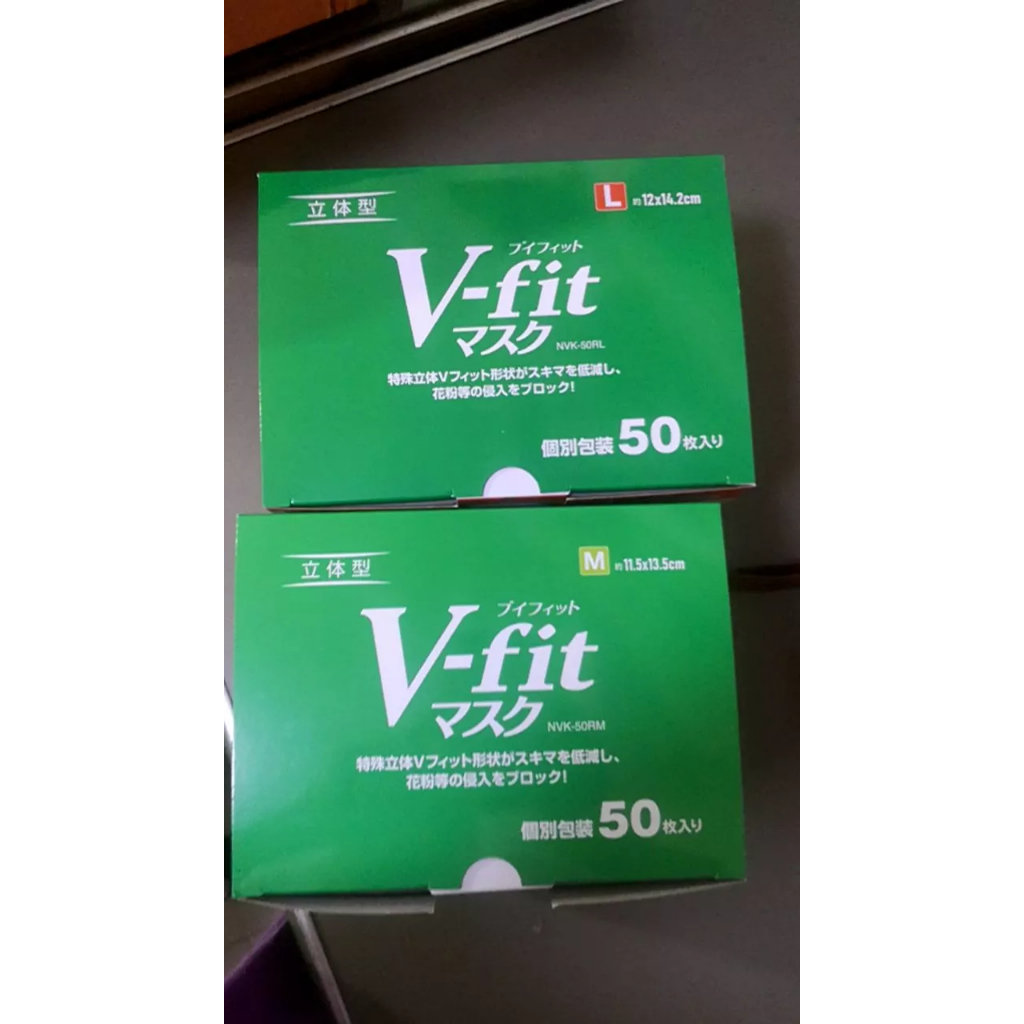 立体型
L 約12x14.2cm
ブイフィット
V-fit
マスク NVK-50RL
特殊立体Vフィット形状がスキマを低減し、
花粉等の侵入をブロック!
個別包装50枚入り
立体型
M 約11.5x13.5cm
ブイフィット
V-fit
マスク NVK-50RM
特殊立体Vフィット形状がスキマを低減し、
花粉等の侵入をブロック!
個別包装50枚入り